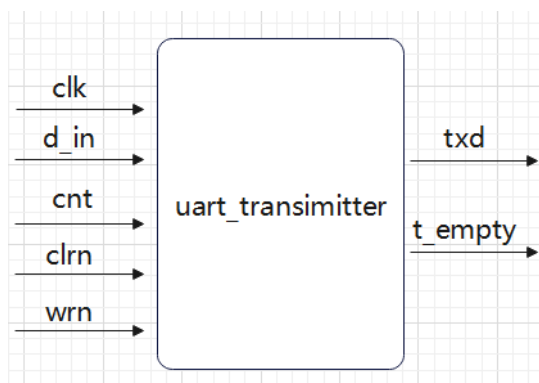 clk
d_in
cnt
clrn
wrn
uart_transimitter
txd
t_empty